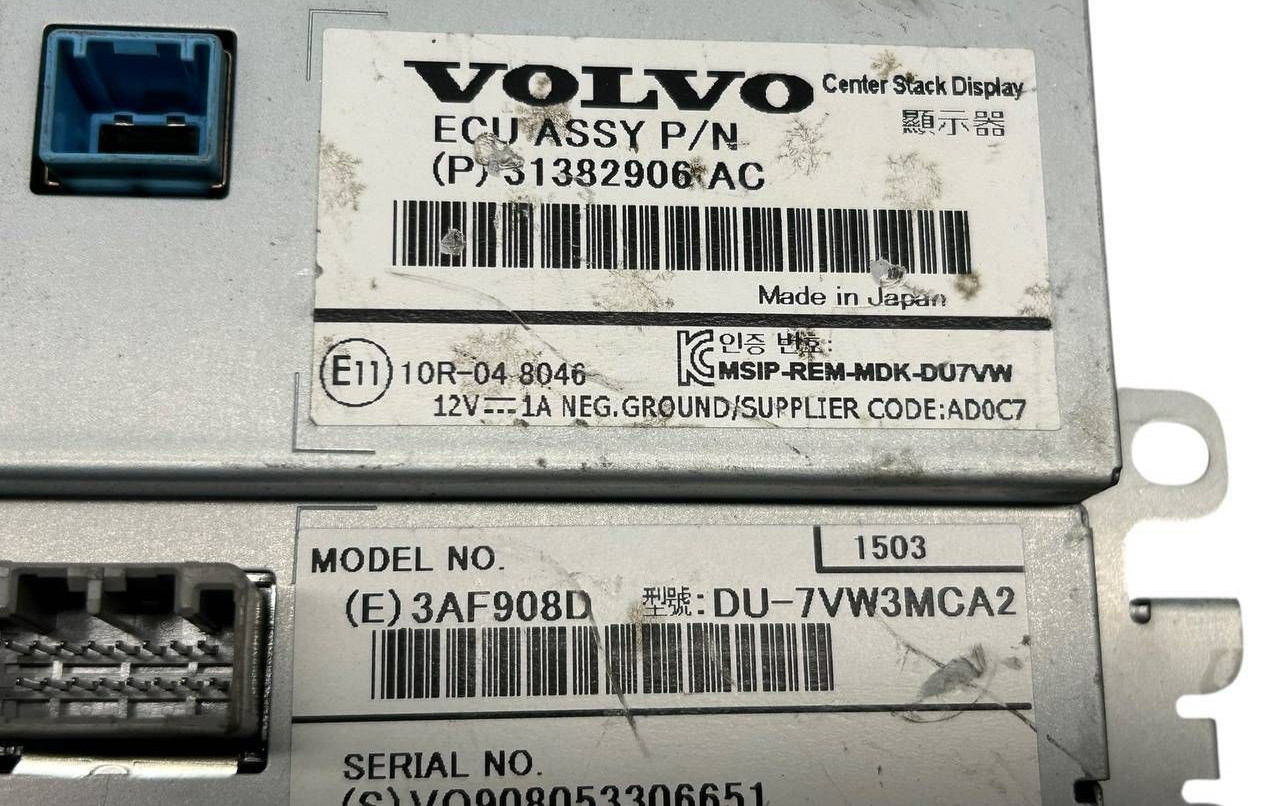 VOLVO Center Stack Display
顯示器
ECU ASSY P/N
(P) 31382906 AC
Made in Japan
E11 10R-04 8046
인증 번호:
MSIP-REM-MDK-DU7VW
12V⎓1A NEG.GROUND/SUPPLIER CODE:AD0C7
1503
MODEL NO.
(E)3AF908D 型號:DU-7VW3MCA2
SERIAL NO.
(S)VO908053306651